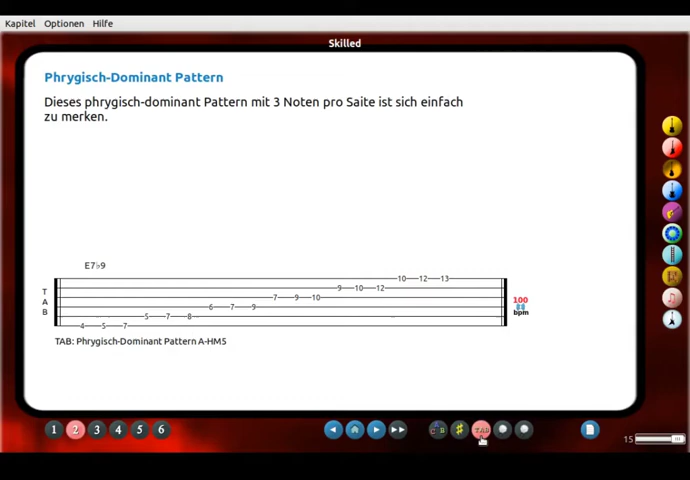 Kapitel Optionen Hilfe
Skilled
Phrygisch-Dominant Pattern
Dieses phrygisch-dominant Pattern mit 3 Noten pro Saite ist sich einfach
zu merken.
E7♭9
10 12 13
9 10 12
T 7 9 10
A 6 7 9
B 5 7 8
4 5 7
100
bpm
TAB: Phrygisch-Dominant Pattern A-HM5
1 2 3 4 5 6
TAB
15